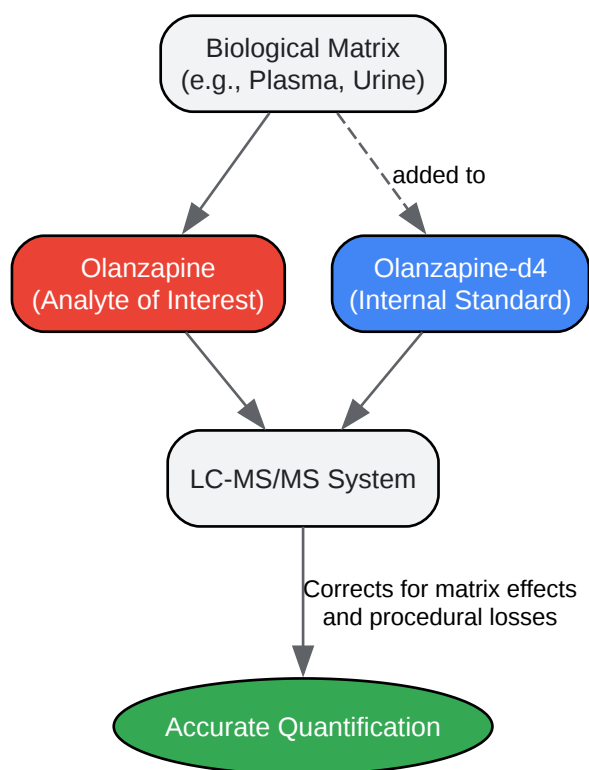 Biological Matrix
(e.g., Plasma, Urine)
added to
Olanzapine
(Analyte of Interest)
Olanzapine-d4
(Internal Standard)
LC-MS/MS System
Corrects for matrix effects
and procedural losses
Accurate Quantification